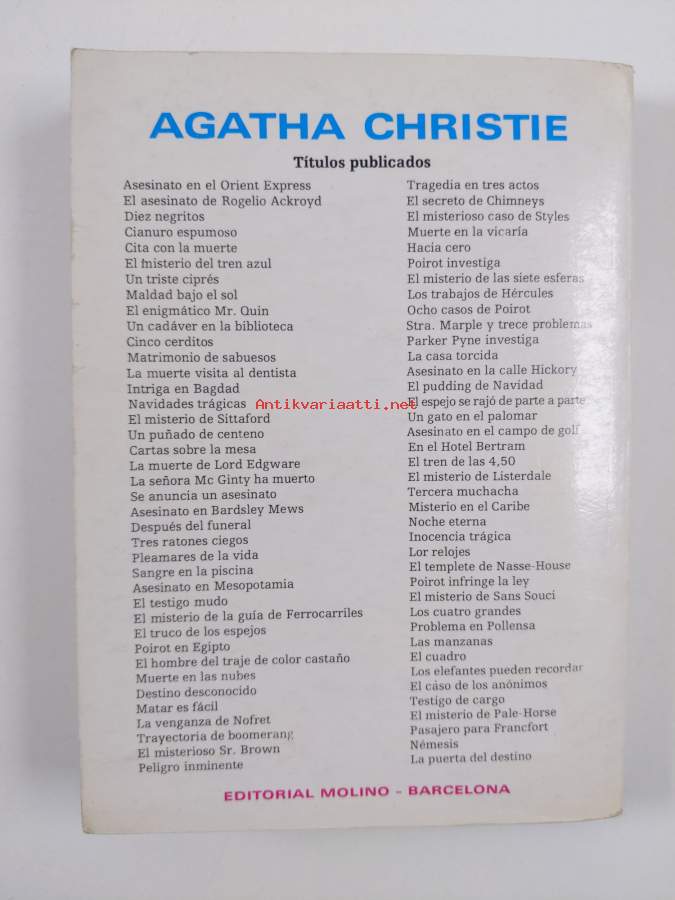 AGATHA CHRISTIE
Títulos publicados
Asesinato en el Orient Express
El asesinato de Rogelio Ackroyd
Diez negritos
Cianuro espumoso
Cita con la muerte
El misterio del tren azul
Un triste ciprés
Maldad bajo el sol
El enigmático Mr. Quin
Un cadáver en la biblioteca
Cinco cerditos
Matrimonio de sabuesos
La muerte visita al dentista
Intriga en Bagdad
Navidades trágicas
El misterio de Sittaford
Un puñado de centeno
Cartas sobre la mesa
La muerte de Lord Edgware
La señora Mc Ginty ha muerto
Se anuncia un asesinato
Asesinato en Bardsley Mews
Después del funeral
Tres ratones ciegos
Pleamares de la vida
Sangre en la piscina
Asesinato en Mesopotamia
El testigo mudo
El misterio de la guía de Ferrocarriles
El truco de los espejos
Poirot en Egipto
El hombre del traje de color castaño
Muerte en las nubes
Destino desconocido
Matar es fácil
La venganza de Nofret
Trayectoria de boomerang
El misterioso Sr. Brown
Peligro inminente
Tragedia en tres actos
El secreto de Chimneys
El misterioso caso de Styles
Muerte en la vicaría
Hacia cero
Poirot investiga
El misterio de las siete esferas
Los trabajos de Hércules
Ocho casos de Poirot
Stra. Marple y trece problemas
Parker Pyne investiga
La casa torcida
Asesinato en la calle Hickory
El pudding de Navidad
El espejo se rajó de parte a parte
Un gato en el palomar
Asesinato en el campo de golf
En el Hotel Bertram
El tren de las 4,50
El misterio de Listerdale
Tercera muchacha
Misterio en el Caribe
Noche eterna
Inocencia trágica
Lor relojes
El templete de Nasse-House
Poirot infringe la ley
El misterio de Sans Souci
Los cuatro grandes
Problema en Pollensa
Las manzanas
El cuadro
Los elefantes pueden recordar
El cáso de los anónimos
Testigo de cargo
El misterio de Pale-Horse
Pasajero para Francfort
Némesis
La puerta del destino
EDITORIAL MOLINO - BARCELONA
Antikvariaatti.net